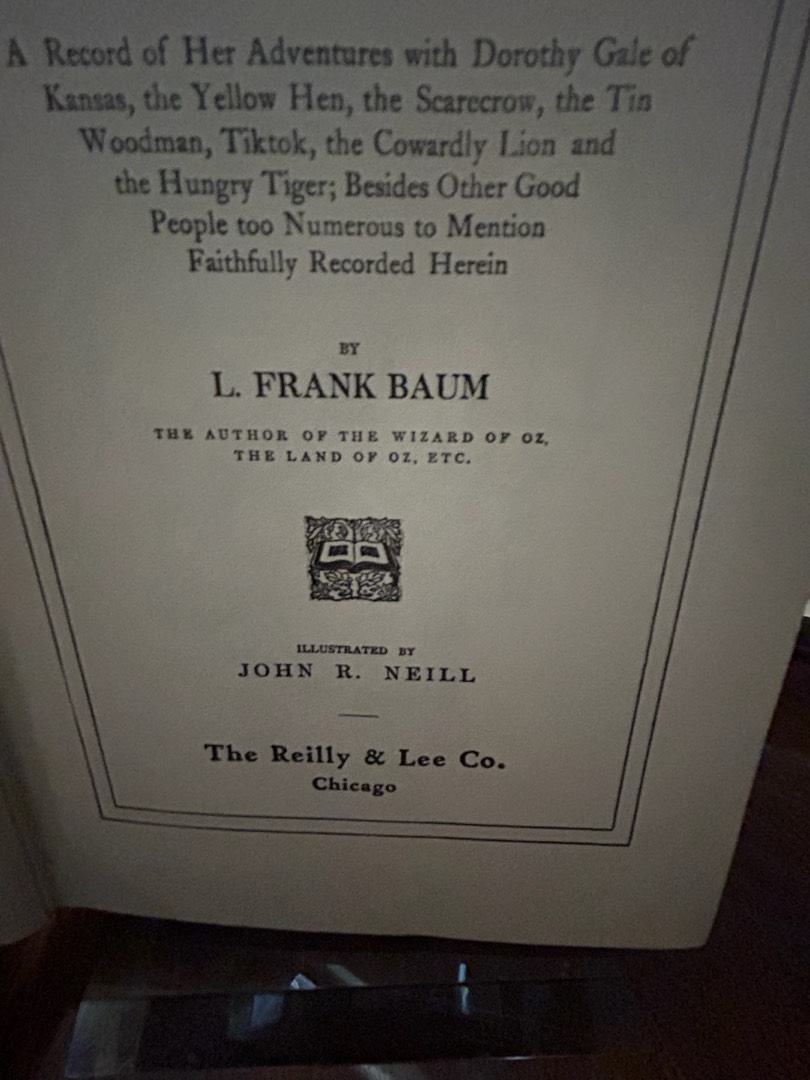 A Record of Her Adventures with Dorothy Gale of
Kansas, the Yellow Hen, the Scarecrow, the Tin
Woodman, Tiktok, the Cowardly Lion and
the Hungry Tiger; Besides Other Good
People too Numerous to Mention
Faithfully Recorded Herein
BY
L. FRANK BAUM
THE AUTHOR OF THE WIZARD OF OZ,
THE LAND OF OZ, ETC.
ILLUSTRATED BY
JOHN R. NEILL
The Reilly & Lee Co.
Chicago